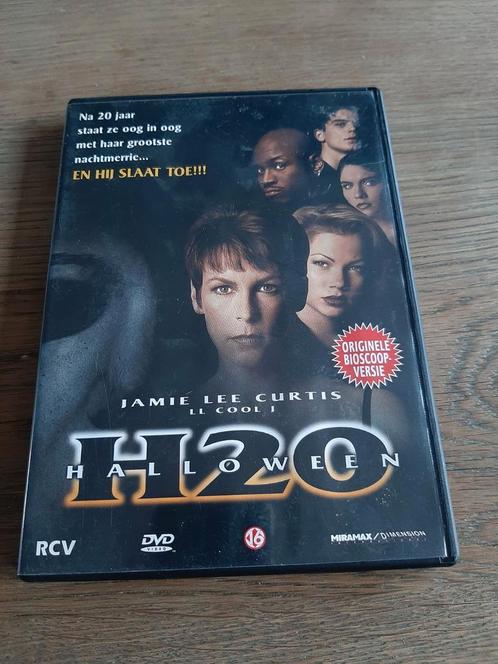 Na 20 jaar
staat ze oog in oog
met haar grootste
nachtmerrie...
EN HIJ SLAAT TOE!!!
ORIGINELE
BIOSCOOP-
VERSIE
JAMIE LEE CURTIS
LL COOL J
H20
HALLOWEEN
RCV
DVD
VIDEO
16
MIRAMAX/DIMENSION